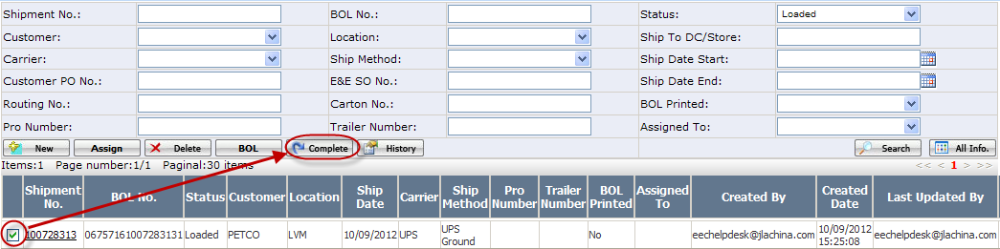 Shipment No.: BOL No.: Status: Loaded
Customer: Location: Ship To DC/Store:
Carrier: Ship Method: Ship Date Start:
Customer PO No.: E&E SO No.: Ship Date End:
Routing No.: Carton No.: BOL Printed:
Pro Number: Trailer Number: Assigned To:
New Assign Delete BOL Complete History Search All Info.
Items:1 Page number:1/1 Paginal:30 items << < 1 > >>
Shipment No. BOL No. Status Customer Location Ship Date Carrier Ship Method Pro Number Trailer Number BOL Printed Assigned To Created By Created Date Last Updated By
100728313 06757161007283131 Loaded PETCO LVM 10/09/2012 UPS UPS Ground No eechelpdesk@jlachina.com 10/09/2012 15:25:08 eechelpdesk@jlachina.com